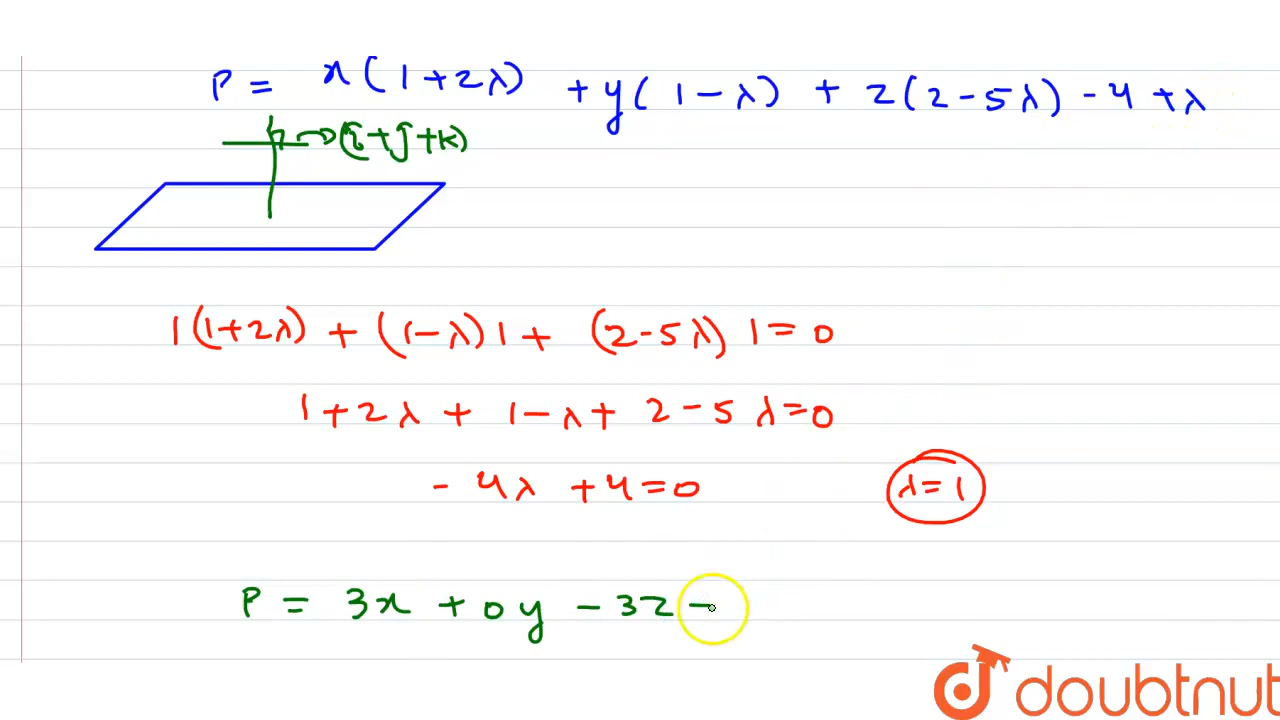 P = x(1+2λ) + y(1-λ) + z(2-5λ) - 4 + λ
n → (i+j+k)
1(1+2λ) + (1-λ)1 + (2-5λ)1 = 0
1+2λ + 1-λ + 2-5λ = 0
-4λ + 4 = 0 λ = 1
P = 3x + 0y - 3z -
doubtnut